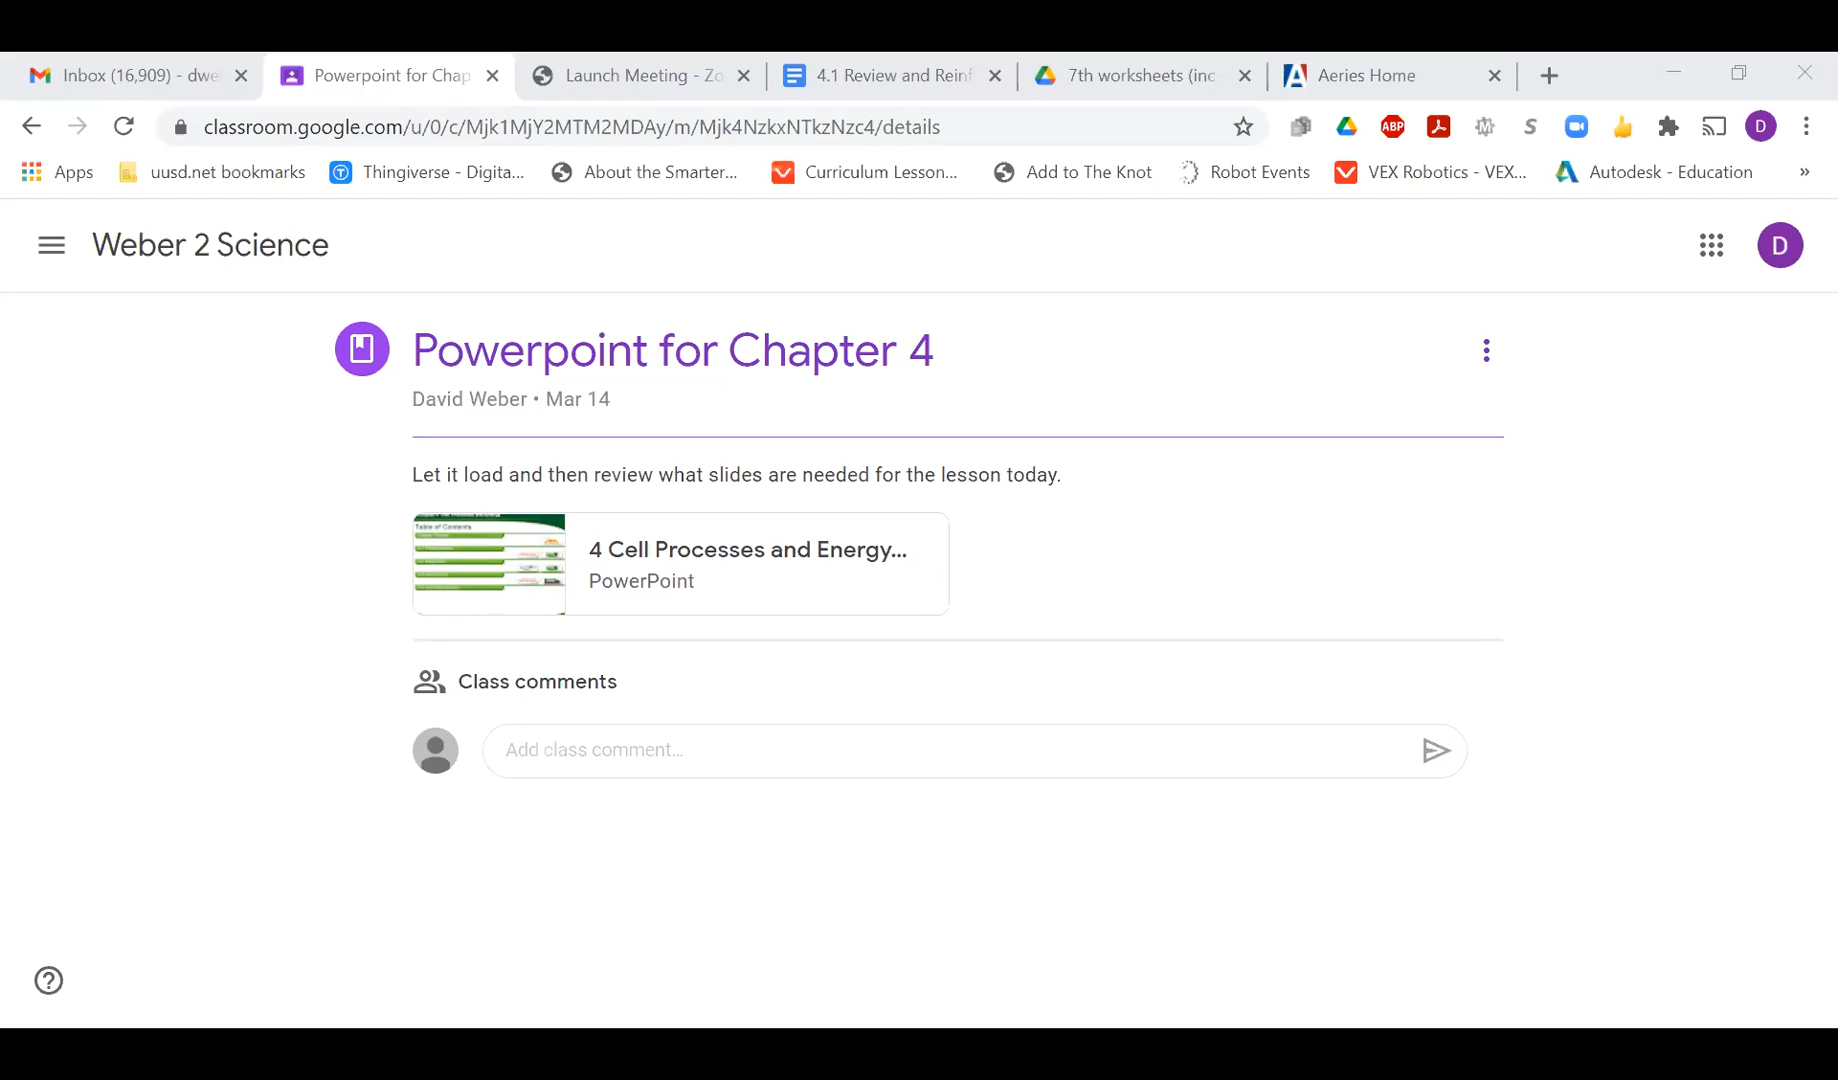 Inbox (16,909) - dwe
Powerpoint for Chap
Launch Meeting - Zo
4.1 Review and Reinf
7th worksheets (inc
Aeries Home
classroom.google.com/u/0/c/Mjk1MjY2MTM2MDAy/m/Mjk4NzkxNTkzNzc4/details
ABP
D
Apps
uusd.net bookmarks
Thingiverse - Digita...
About the Smarter...
Curriculum Lesson...
Add to The Knot
Robot Events
VEX Robotics - VEX...
Autodesk - Education
»
Weber 2 Science
D
Powerpoint for Chapter 4
David Weber • Mar 14
Let it load and then review what slides are needed for the lesson today.
Table of Contents
4 Cell Processes and Energy...
PowerPoint
Class comments
Add class comment...